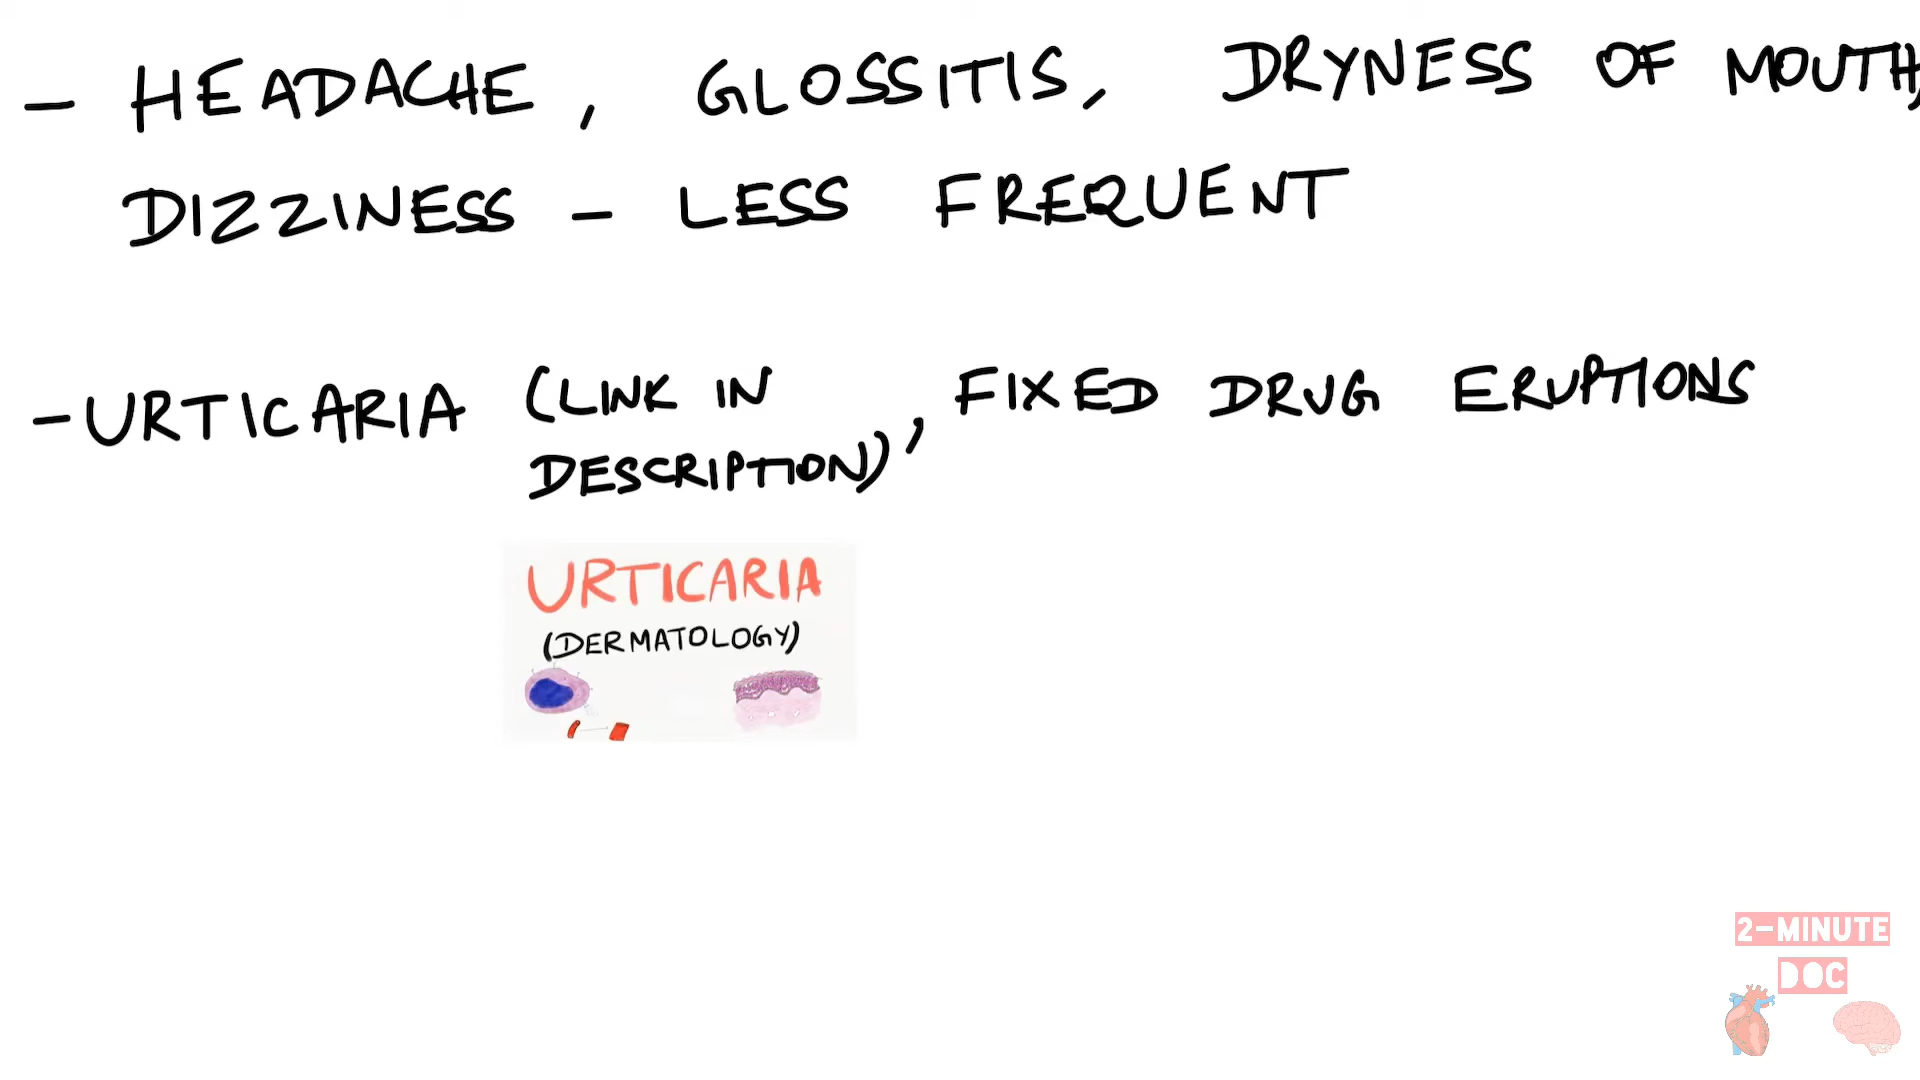 - HEADACHE, GLOSSITIS, DRYNESS OF MOUTH,
DIZZINESS - LESS FREQUENT
- URTICARIA (LINK IN DESCRIPTION), FIXED DRUG ERUPTIONS
URTICARIA
(DERMATOLOGY)
2-MINUTE
DOC